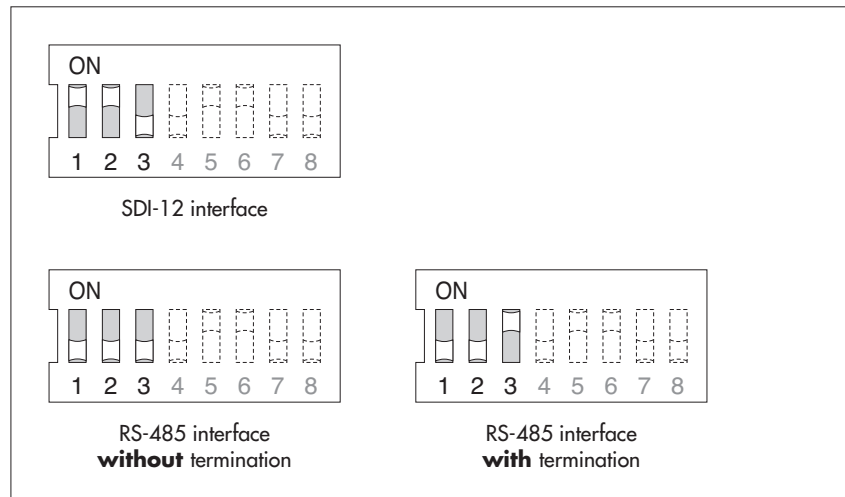 ON
1 2 3 4 5 6 7 8
SDI-12 interface
ON
1 2 3 4 5 6 7 8
RS-485 interface
without termination
ON
1 2 3 4 5 6 7 8
RS-485 interface
with termination